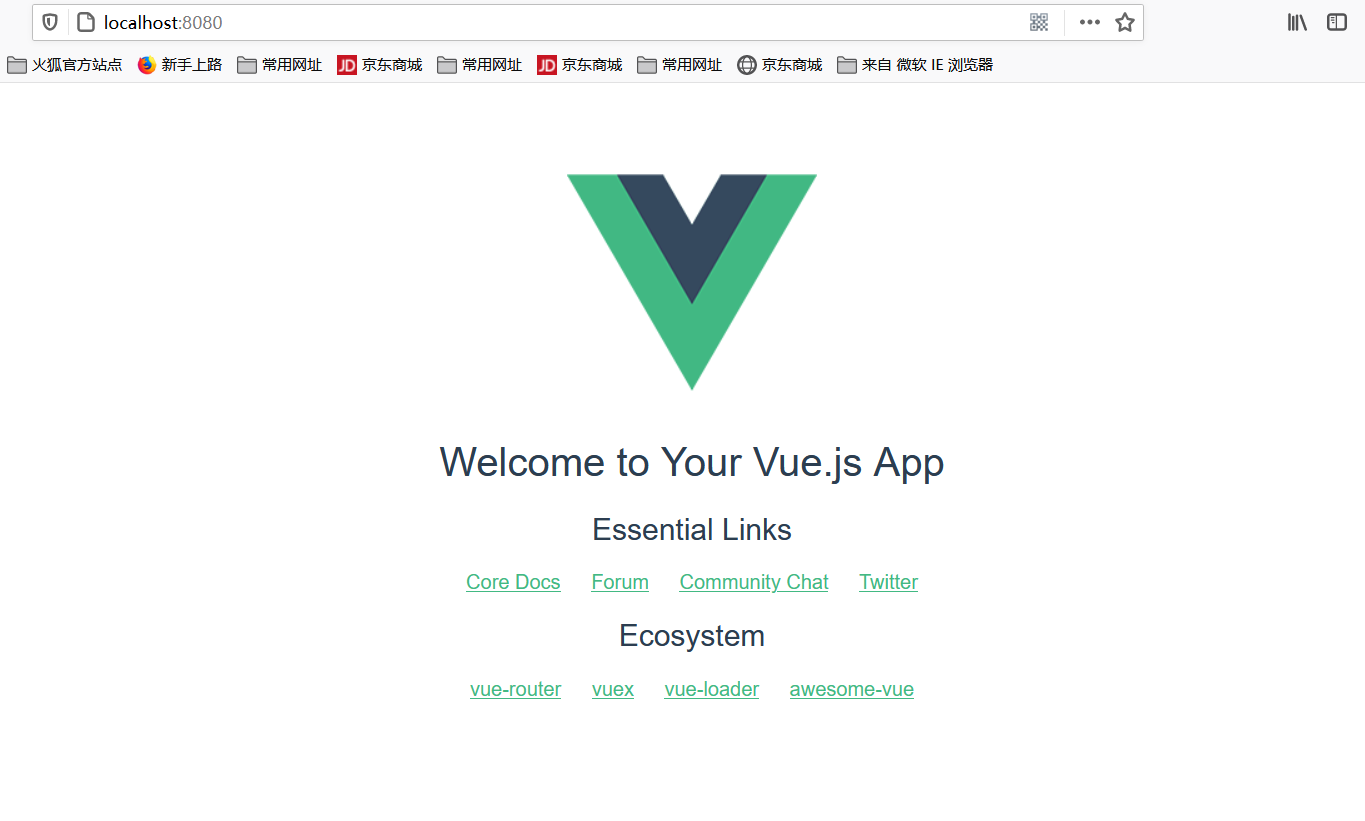 localhost:8080
火狐官方站点 新手上路 常用网址 JD 京东商城 常用网址 JD 京东商城 常用网址 京东商城 来自 微软 IE 浏览器
Welcome to Your Vue.js App
Essential Links
Core Docs Forum Community Chat Twitter
Ecosystem
vue-router vuex vue-loader awesome-vue